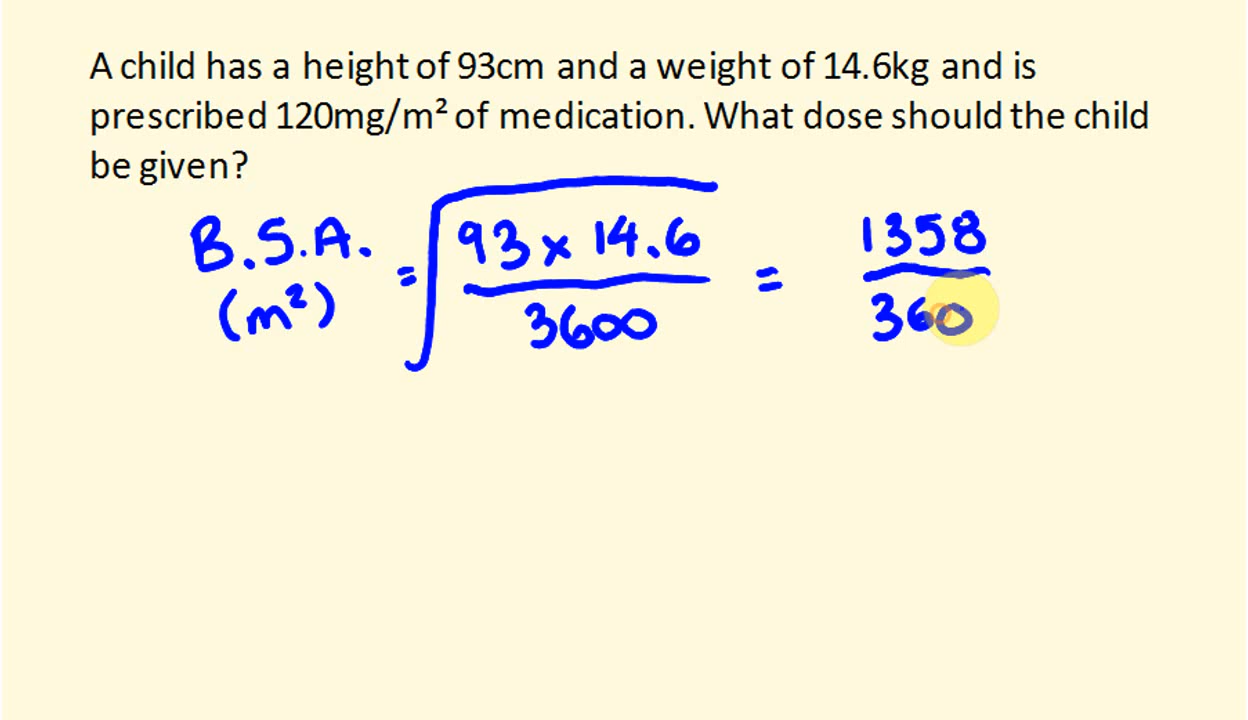 A child has a height of 93cm and a weight of 14.6kg and is
prescribed 120mg/m² of medication. What dose should the child
be given?
B.S.A. = √ 93 x 14.6 = 1358
(m²) 3600 360